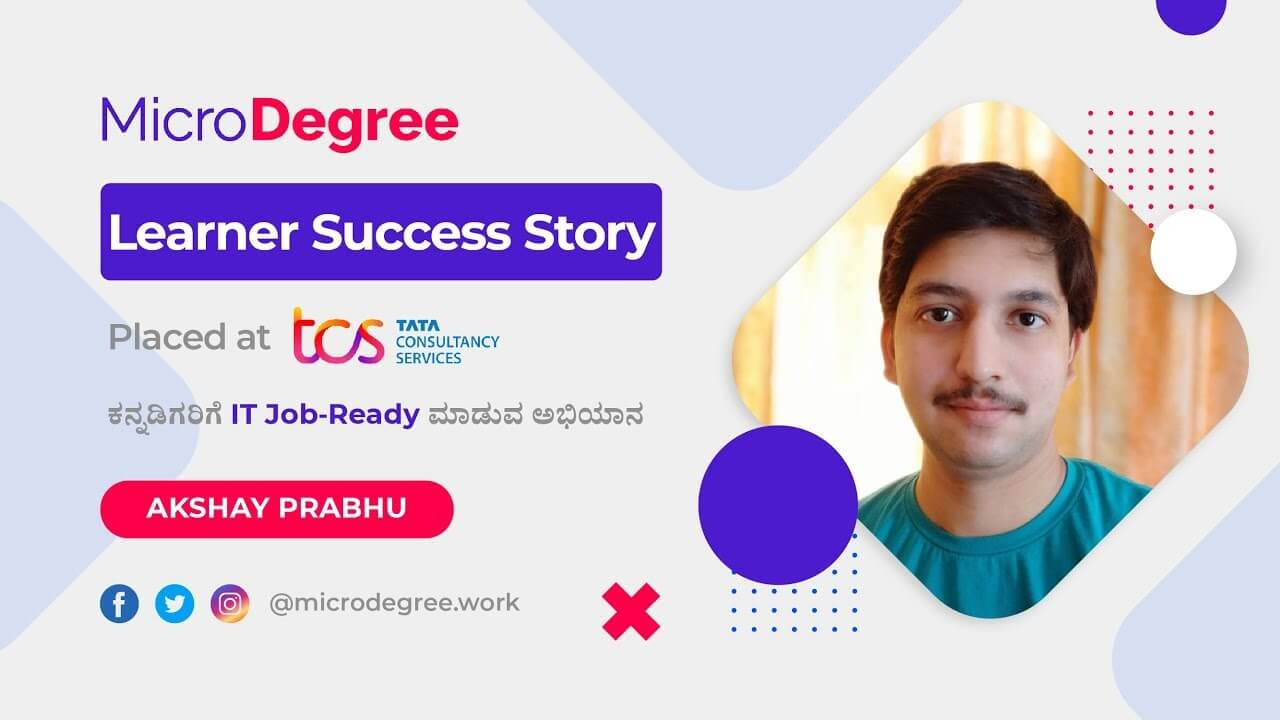 MicroDegree
Learner Success Story
Placed at tcs TATA
CONSULTANCY
SERVICES
ಕನ್ನಡಿಗರಿಗೆ IT Job-Ready ಮಾಡುವ ಅಭಿಯಾನ
AKSHAY PRABHU
@microdegree.work